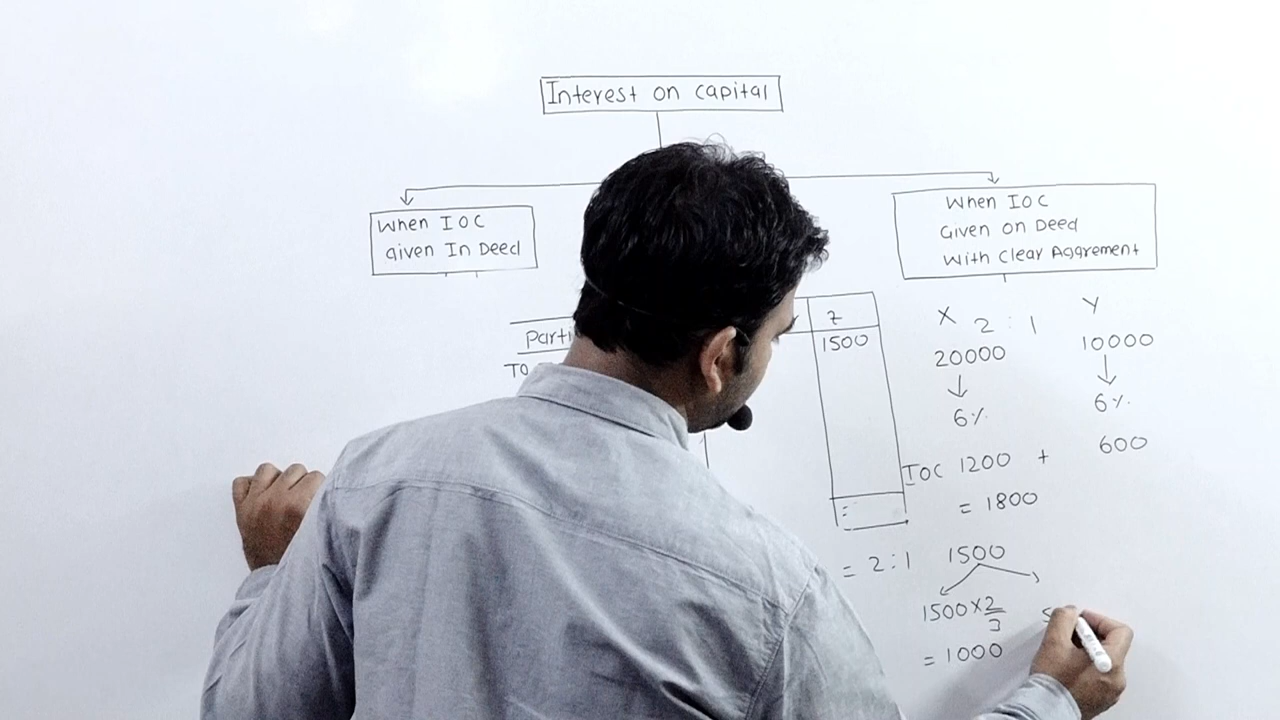 Interest on capital
When IOC
given In Deed
When IOC
Given on Deed
With Clear Aggrement
Parti
z
1500
TO
X 2 : 1 Y
20000 10000
6% 6%
IOC 1200 + 600
= 1800
= 2:1 1500
1500 × 2/3
= 1000